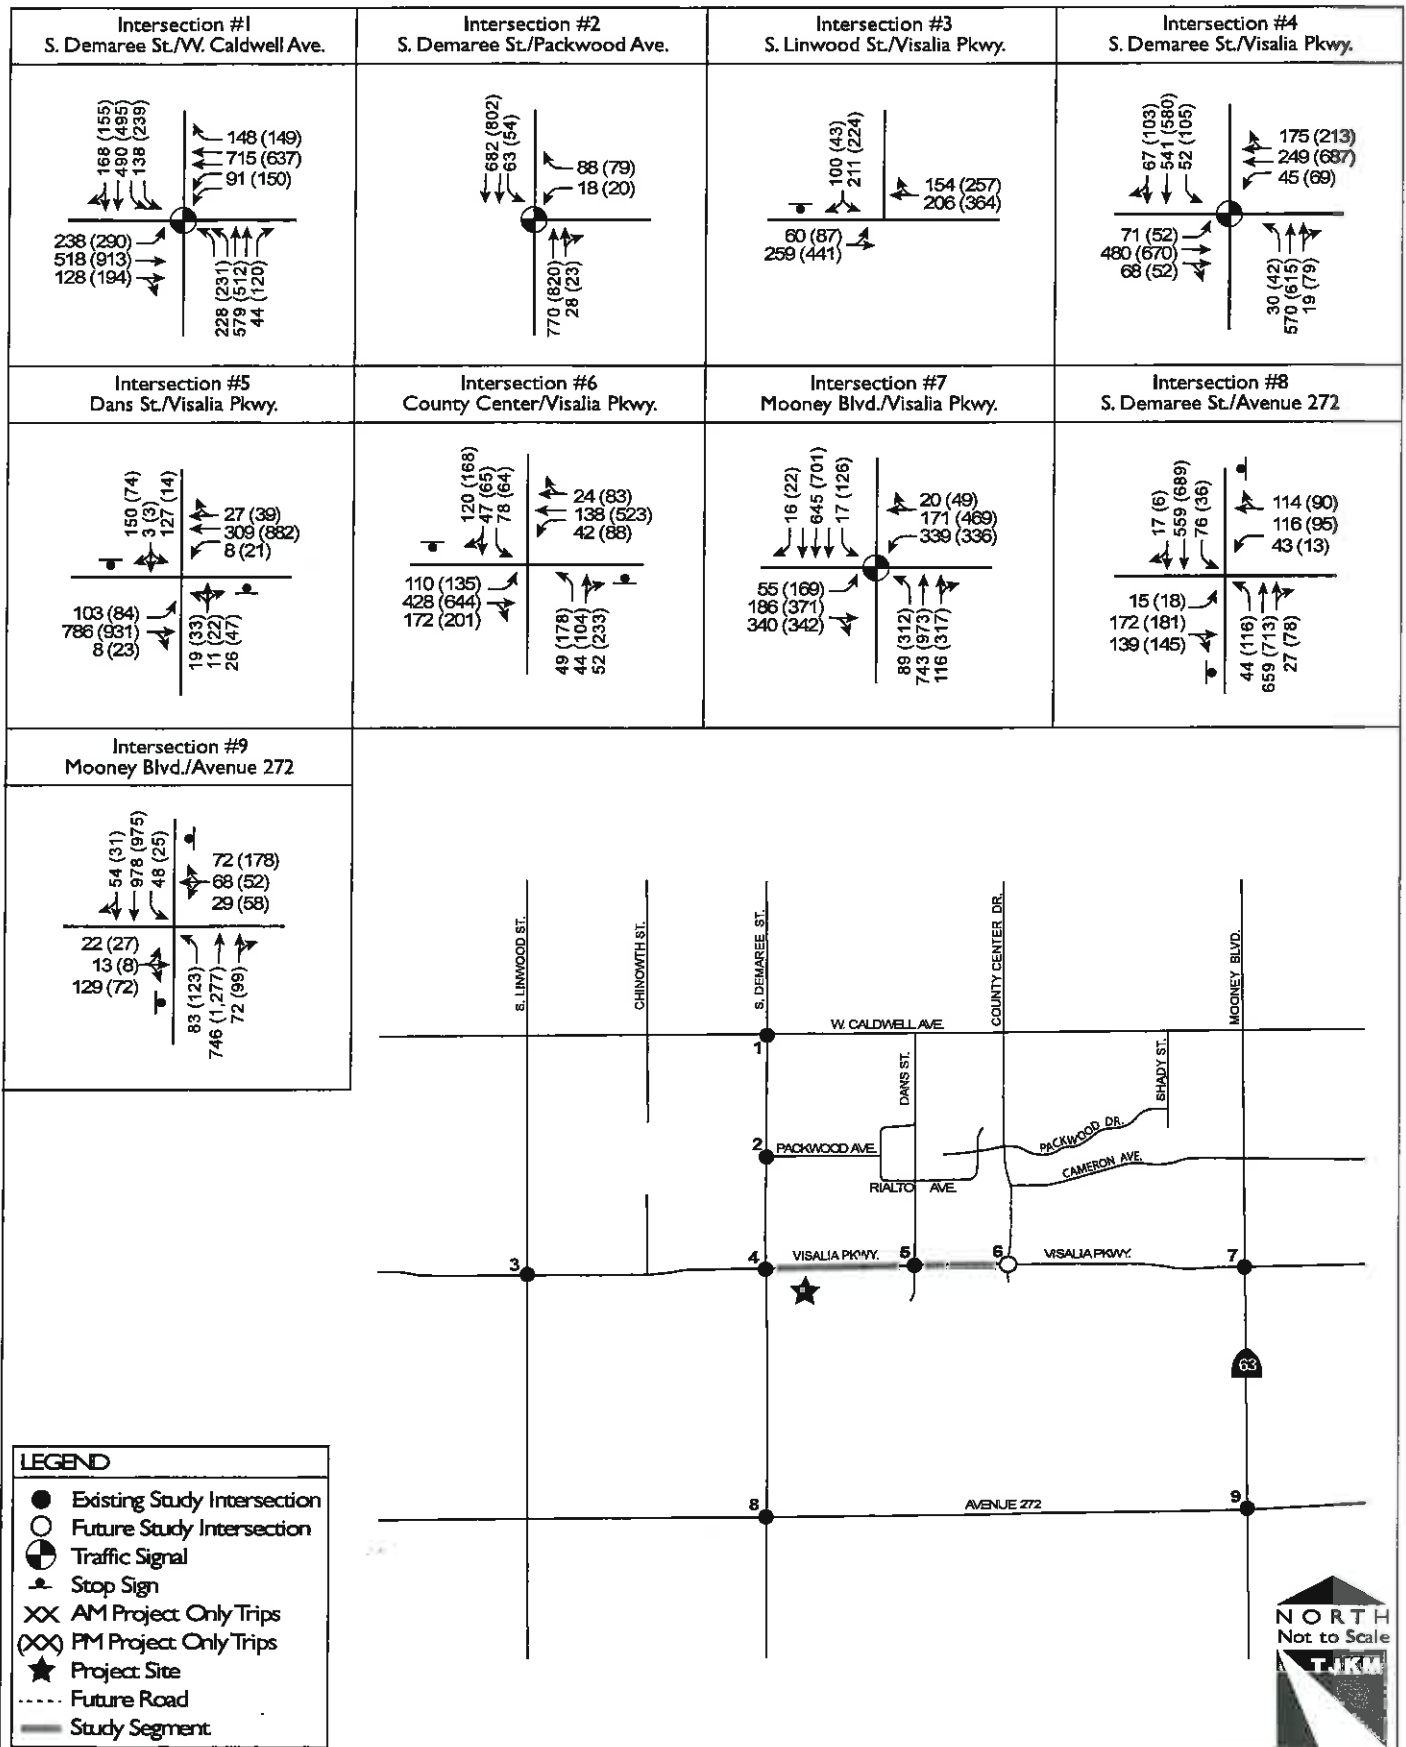 Intersection #1
S. Demaree St./W. Caldwell Ave.
168 (155)
490 (495)
138 (239)
148 (149)
715 (637)
91 (150)
238 (290)
518 (913)
128 (194)
228 (231)
579 (512)
44 (120)
Intersection #2
S. Demaree St./Packwood Ave.
682 (802)
63 (54)
88 (79)
18 (20)
770 (820)
28 (23)
Intersection #3
S. Linwood St./Visalia Pkwy.
100 (43)
211 (224)
154 (257)
206 (364)
60 (87)
259 (441)
Intersection #4
S. Demaree St./Visalia Pkwy.
67 (103)
541 (580)
52 (105)
175 (213)
249 (687)
45 (69)
71 (52)
480 (670)
68 (52)
30 (42)
570 (615)
19 (79)
Intersection #5
Dans St./Visalia Pkwy.
150 (74)
3 (3)
127 (14)
27 (39)
309 (882)
8 (21)
103 (84)
786 (931)
8 (23)
19 (33)
11 (22)
26 (47)
Intersection #6
County Center/Visalia Pkwy.
120 (168)
47 (65)
78 (64)
24 (83)
138 (523)
42 (88)
110 (135)
428 (644)
172 (201)
49 (178)
44 (104)
52 (233)
Intersection #7
Mooney Blvd./Visalia Pkwy.
16 (22)
645 (701)
17 (126)
20 (49)
171 (469)
339 (336)
55 (169)
186 (371)
340 (342)
89 (312)
743 (973)
116 (317)
Intersection #8
S. Demaree St./Avenue 272
17 (6)
559 (689)
76 (36)
114 (90)
116 (95)
43 (13)
15 (18)
172 (181)
139 (145)
44 (116)
659 (713)
27 (78)
Intersection #9
Mooney Blvd./Avenue 272
54 (31)
978 (975)
48 (25)
72 (178)
68 (52)
29 (58)
22 (27)
13 (8)
129 (72)
83 (123)
746 (1,277)
72 (99)
S. LINWOOD ST.
CHINOWTH ST.
S. DEMAREE ST.
COUNTY CENTER DR.
MOONEY BLVD.
W. CALDWELL AVE.
1
DANS ST.
SHADY ST.
2
PACKWOOD AVE.
PACKWOOD DR.
CAMERON AVE.
RIALTO AVE.
3
4
VISALIA PKWY.
5
6
VISALIA PKWY.
7
63
8
AVENUE 272
9
LEGEND
Existing Study Intersection
Future Study Intersection
Traffic Signal
Stop Sign
XX AM Project Only Trips
(XX) PM Project Only Trips
Project Site
Future Road
Study Segment
NORTH
Not to Scale
TJKM